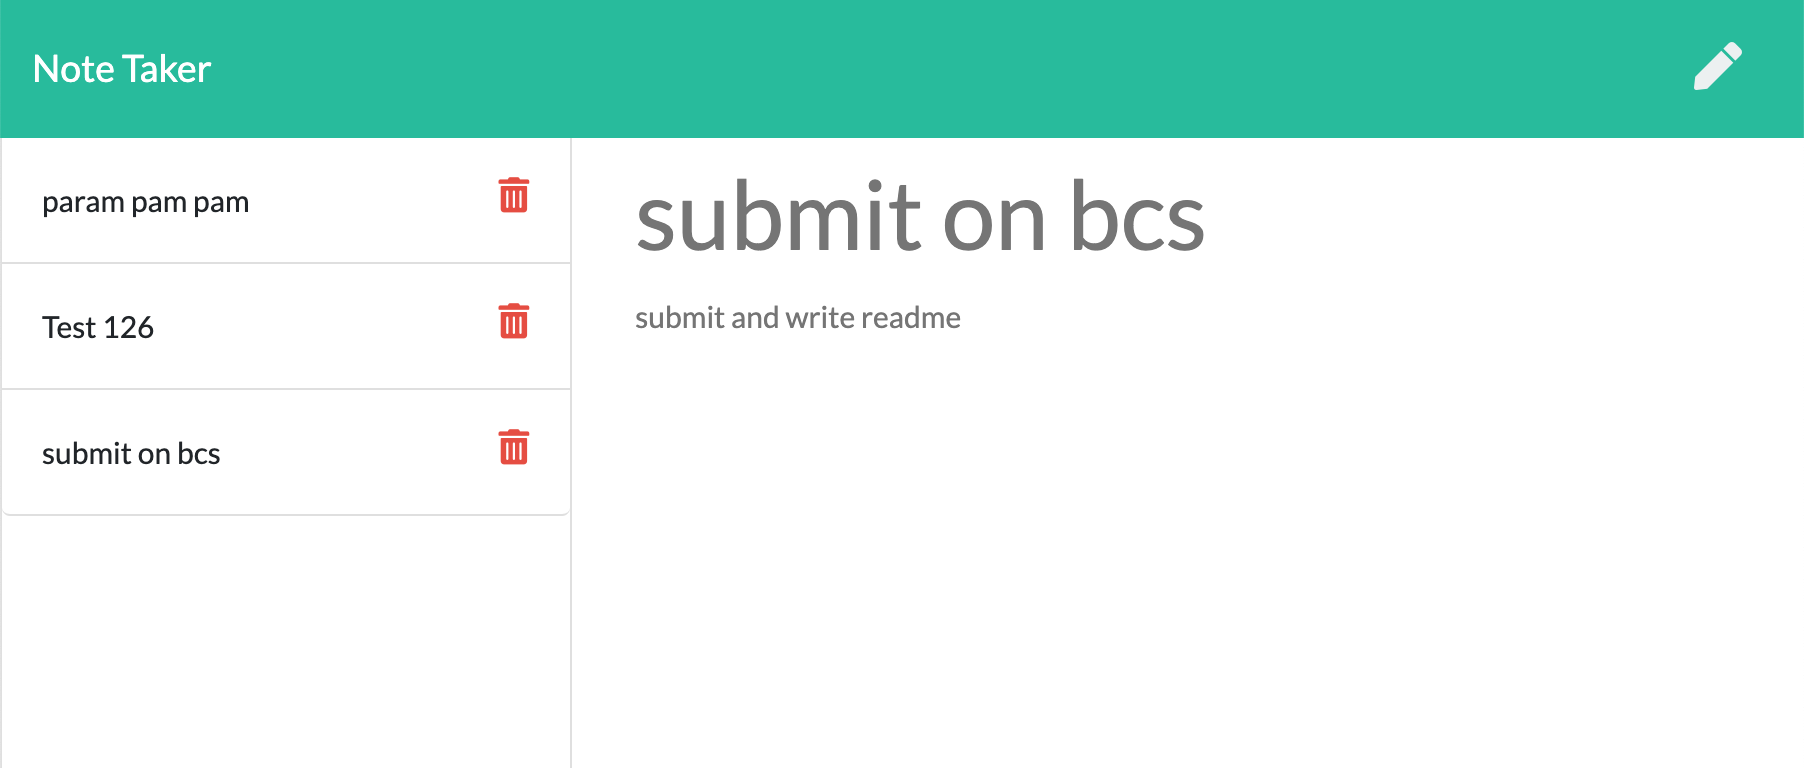 Note Taker
param pam pam
Test 126
submit on bcs
submit on bcs
submit and write readme